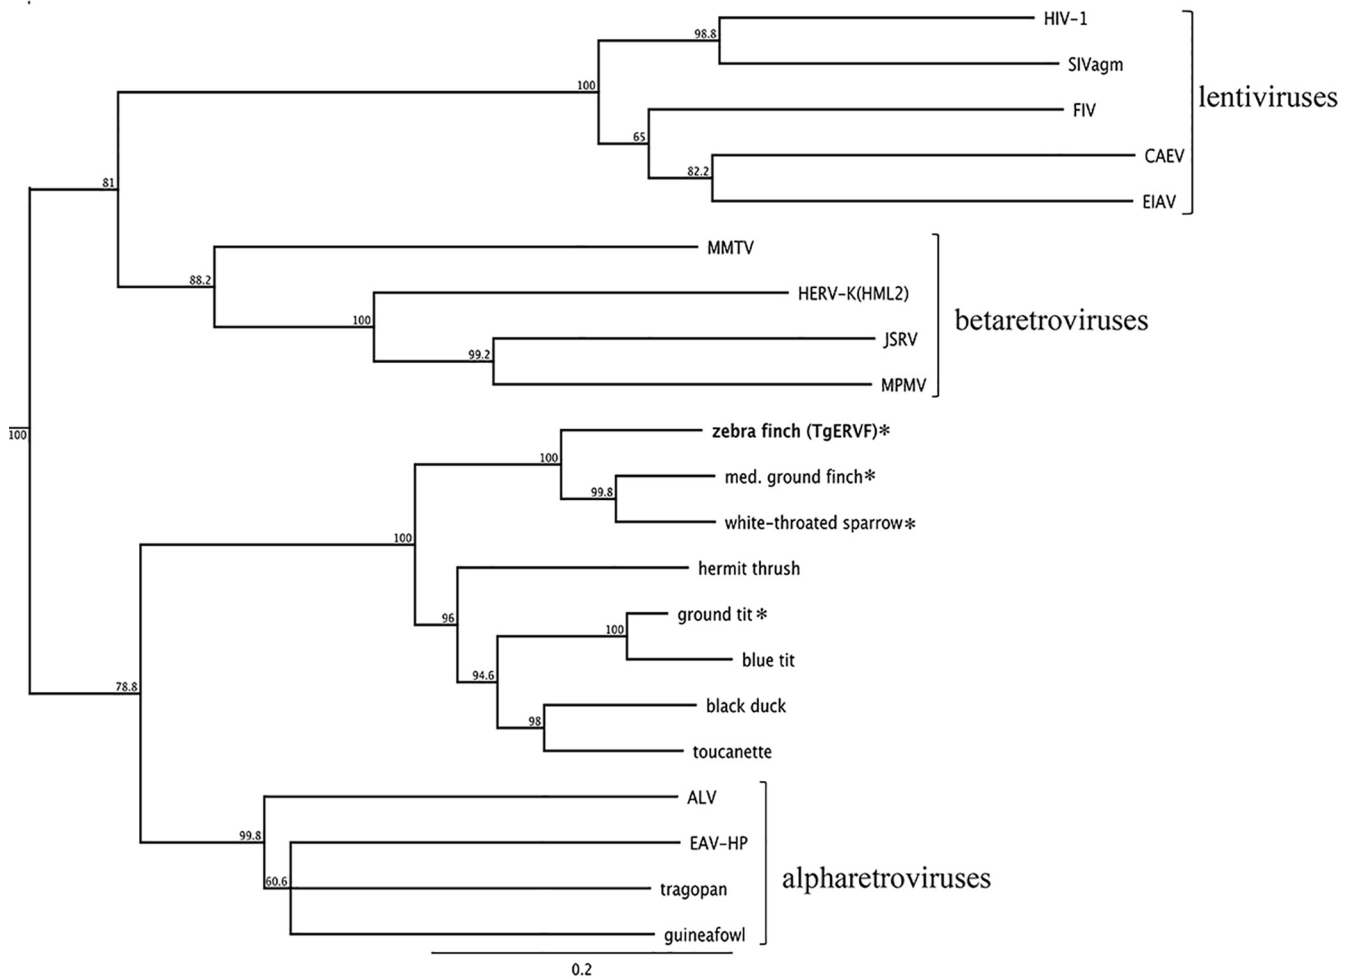 HIV-1
98.8
SIVagm
100
lentiviruses
FIV
65
CAEV
82.2
EIAV
81
MMTV
88.2
HERV-K(HML2)
100
betaretroviruses
JSRV
99.2
MPMV
100
zebra finch (TgERVF)*
100
med. ground finch*
99.8
white-throated sparrow*
100
hermit thrush
96
ground tit*
100
blue tit
94.6
78.8
black duck
98
toucanette
ALV
99.8
EAV-HP
60.6
alpharetroviruses
tragopan
guineafowl
0.2